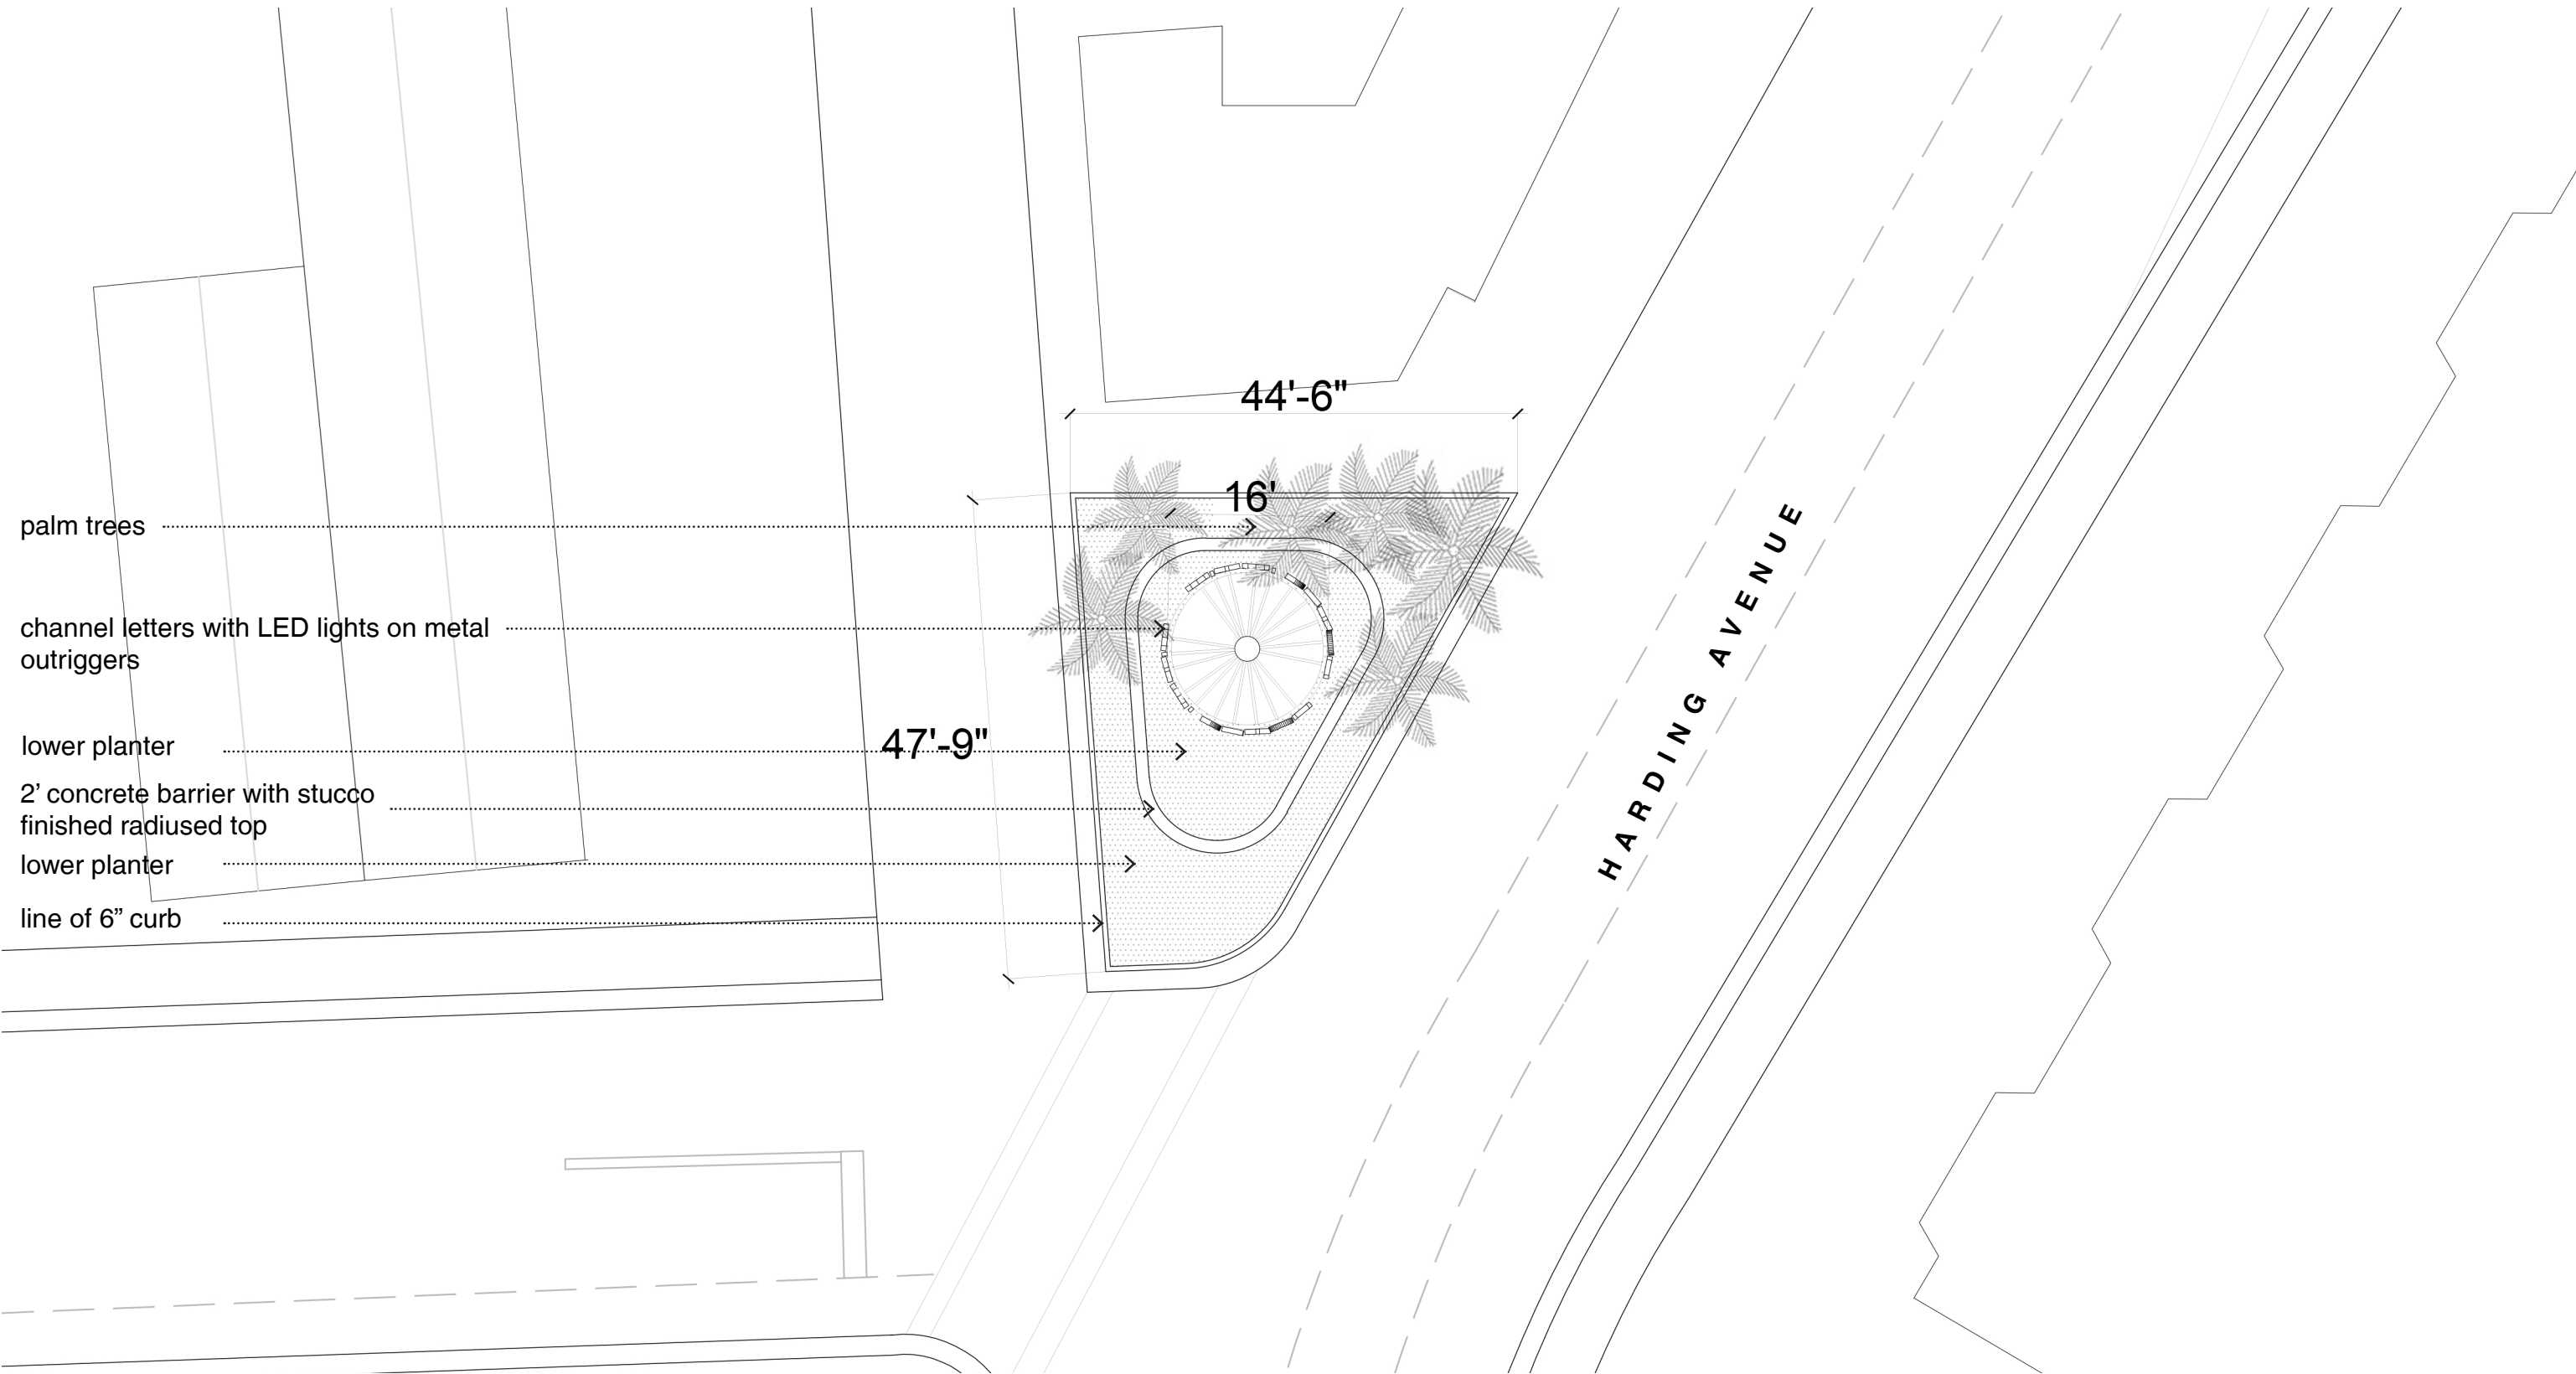 44'-6"
16'
palm trees
channel letters with LED lights on metal
outriggers
lower planter
47'-9"
2’ concrete barrier with stucco
finished radiused top
lower planter
line of 6” curb
HARDING AVENUE